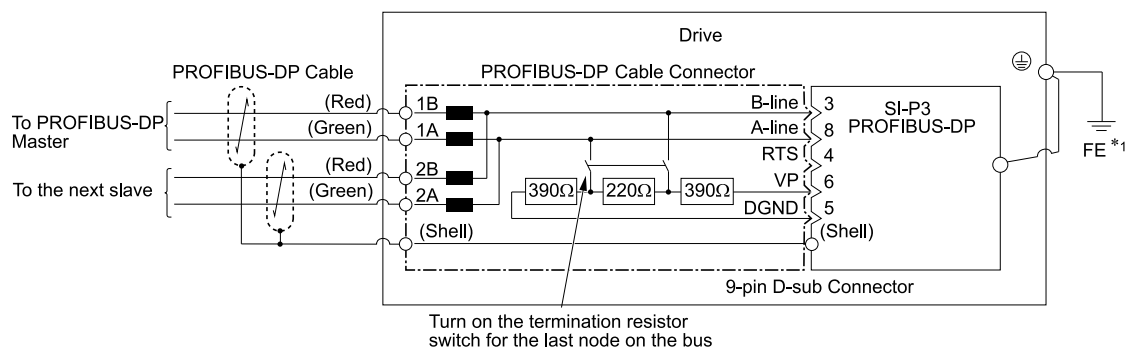 Drive
PROFIBUS-DP Cable
PROFIBUS-DP Cable Connector
(Red)
1B
B-line
3
SI-P3
PROFIBUS-DP
To PROFIBUS-DP
Master
(Green)
1A
A-line
8
RTS
4
FE *1
(Red)
2B
VP
6
To the next slave
(Green)
2A
390Ω
220Ω
390Ω
DGND
5
(Shell)
(Shell)
9-pin D-sub Connector
Turn on the termination resistor
switch for the last node on the bus